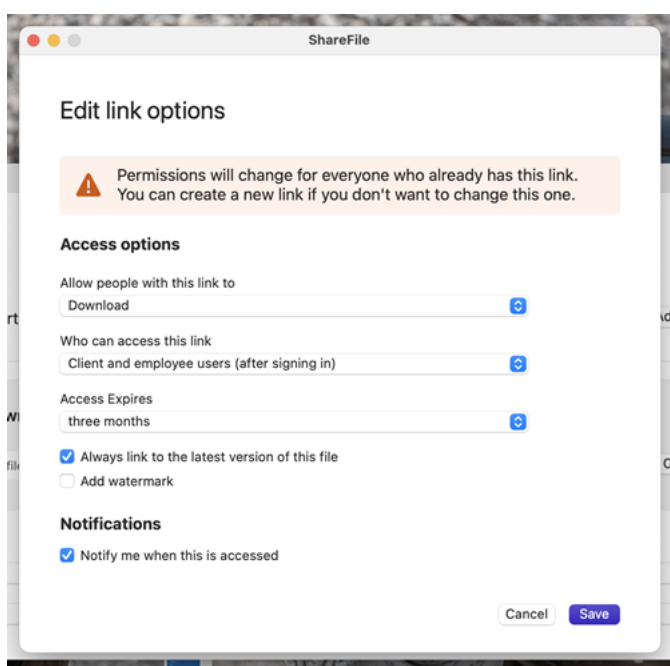 ShareFile
Edit link options
Permissions will change for everyone who already has this link.
You can create a new link if you don't want to change this one.
Access options
Allow people with this link to
Download
Who can access this link
Client and employee users (after signing in)
Access Expires
three months
Always link to the latest version of this file
Add watermark
Notifications
Notify me when this is accessed
Cancel
Save